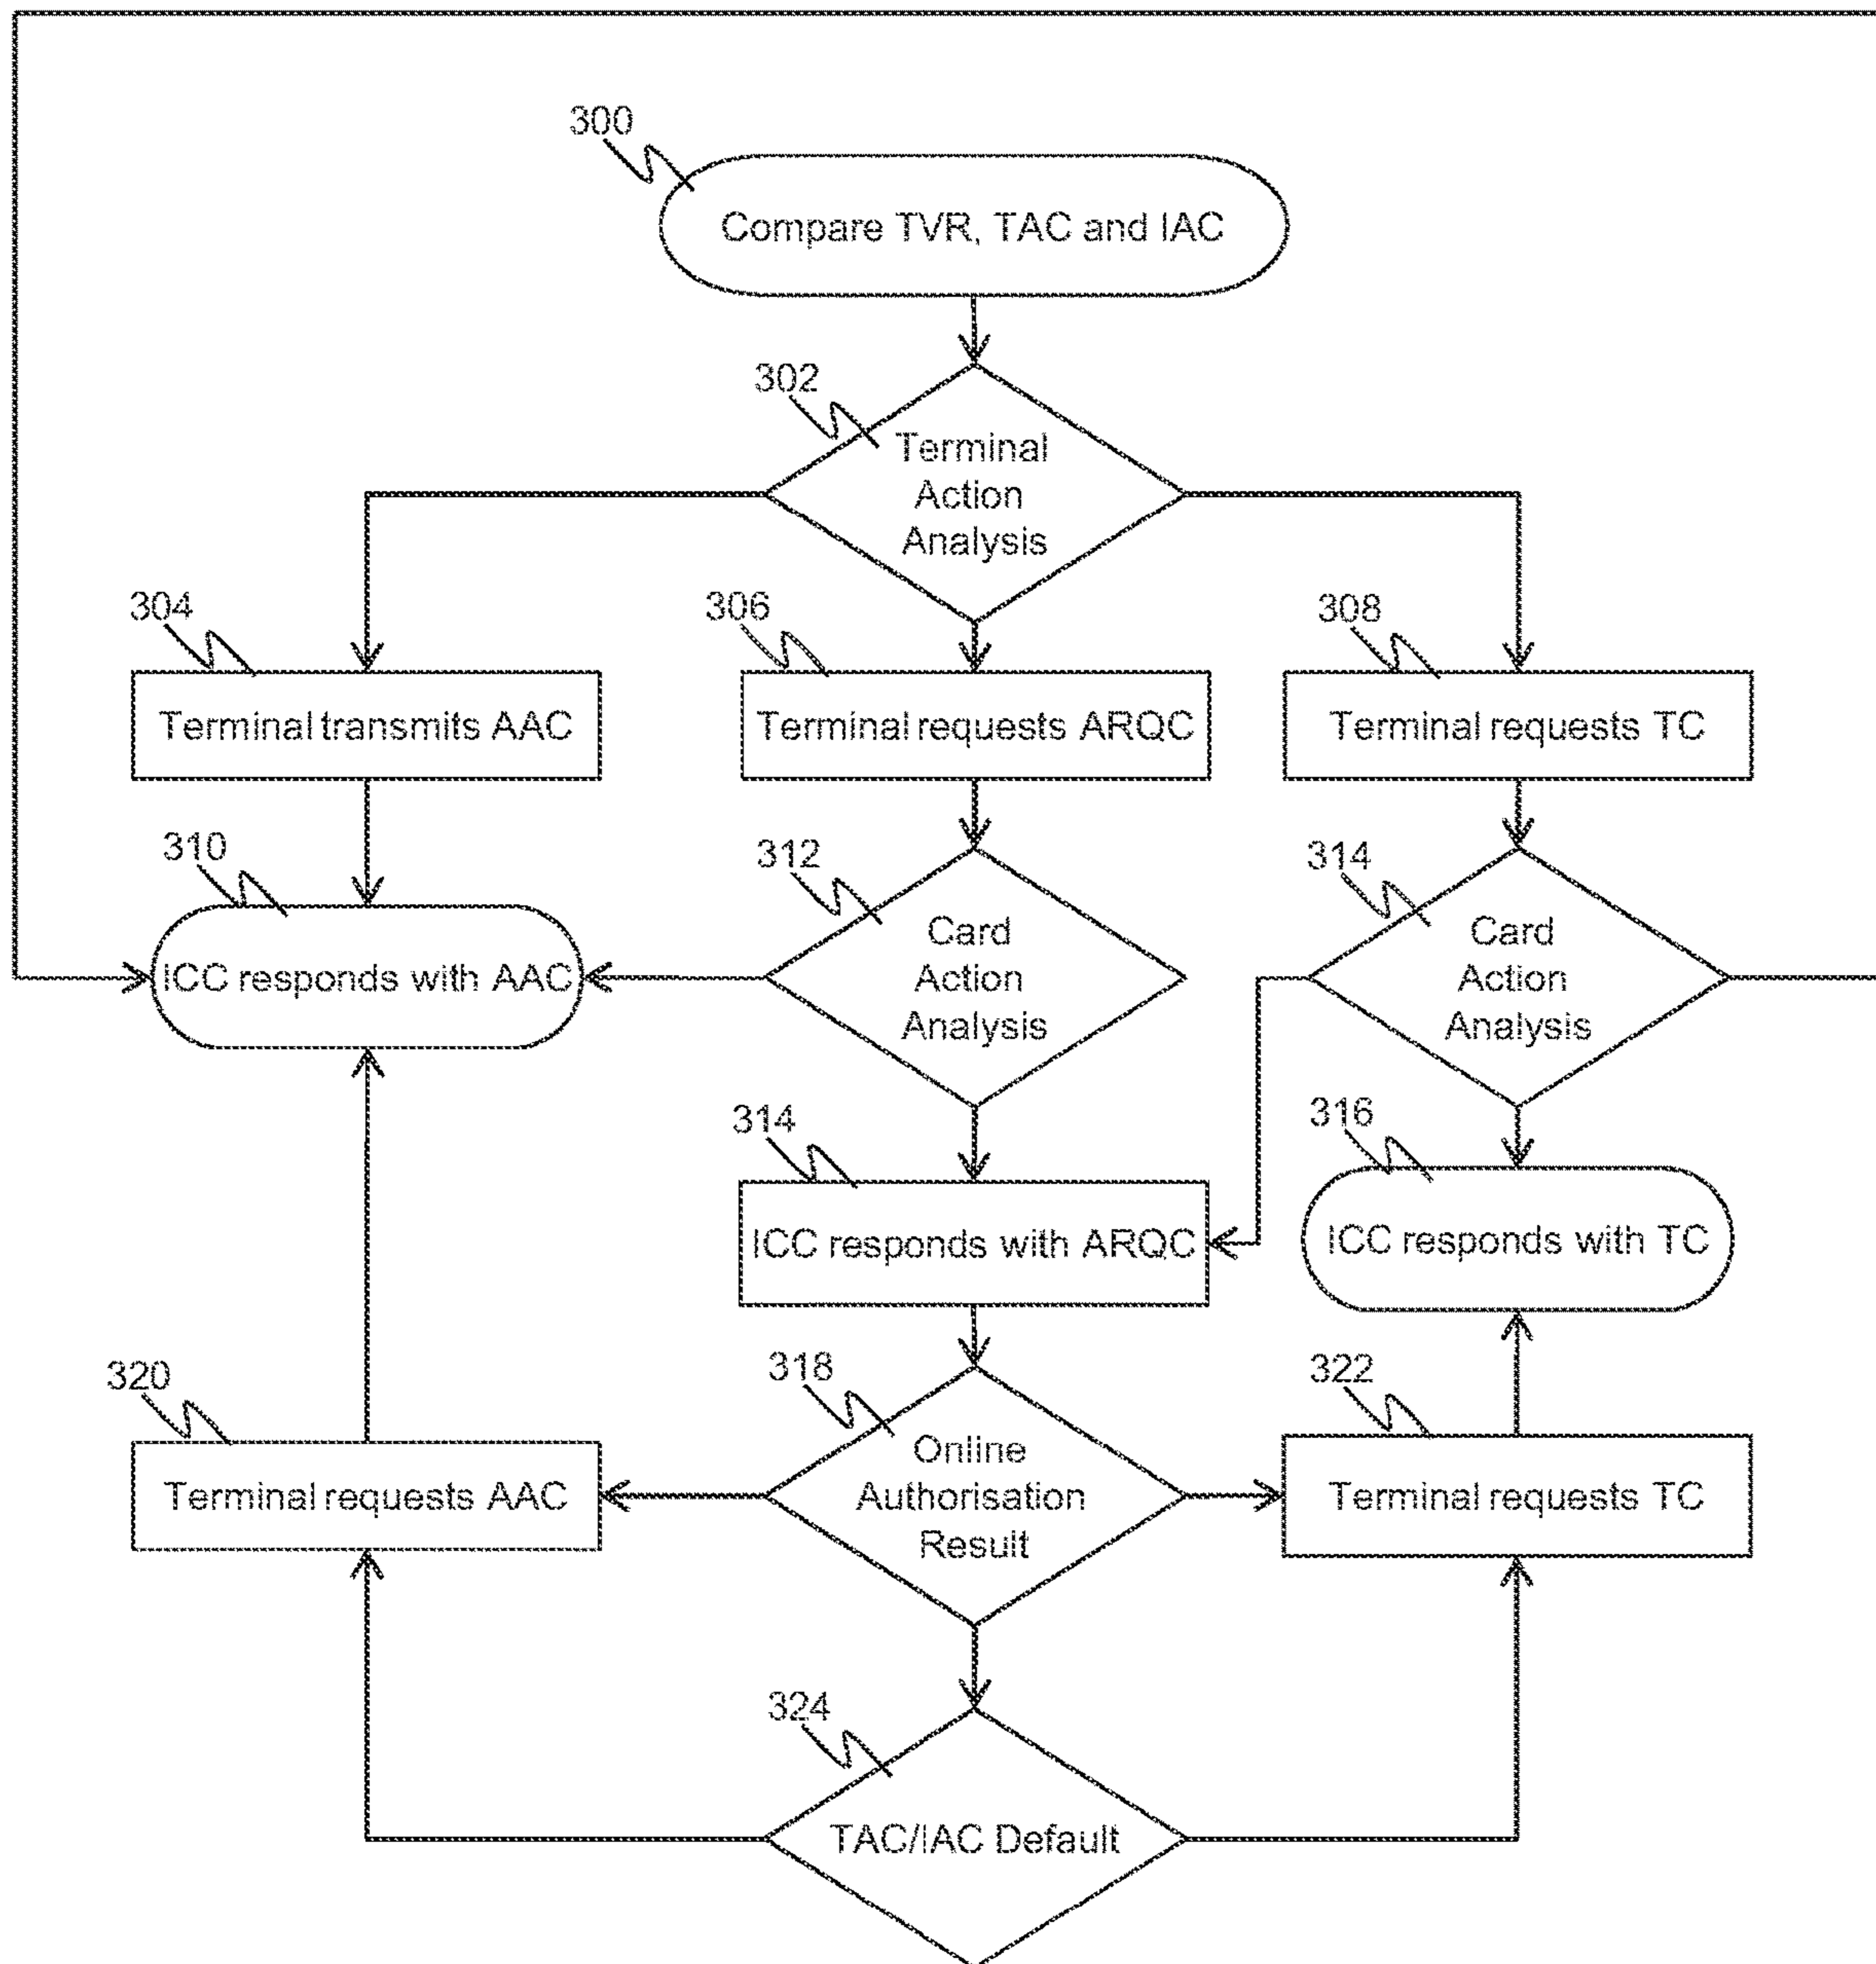 300
Compare TVR, TAC and IAC
302
Terminal
Action
Analysis
304
306
308
Terminal transmits AAC
Terminal requests ARQC
Terminal requests TC
310
312
314
ICC responds with AAC
Card
Action
Analysis
Card
Action
Analysis
314
316
ICC responds with ARQC
ICC responds with TC
320
318
322
Terminal requests AAC
Online
Authorisation
Result
Terminal requests TC
324
TAC/IAC Default